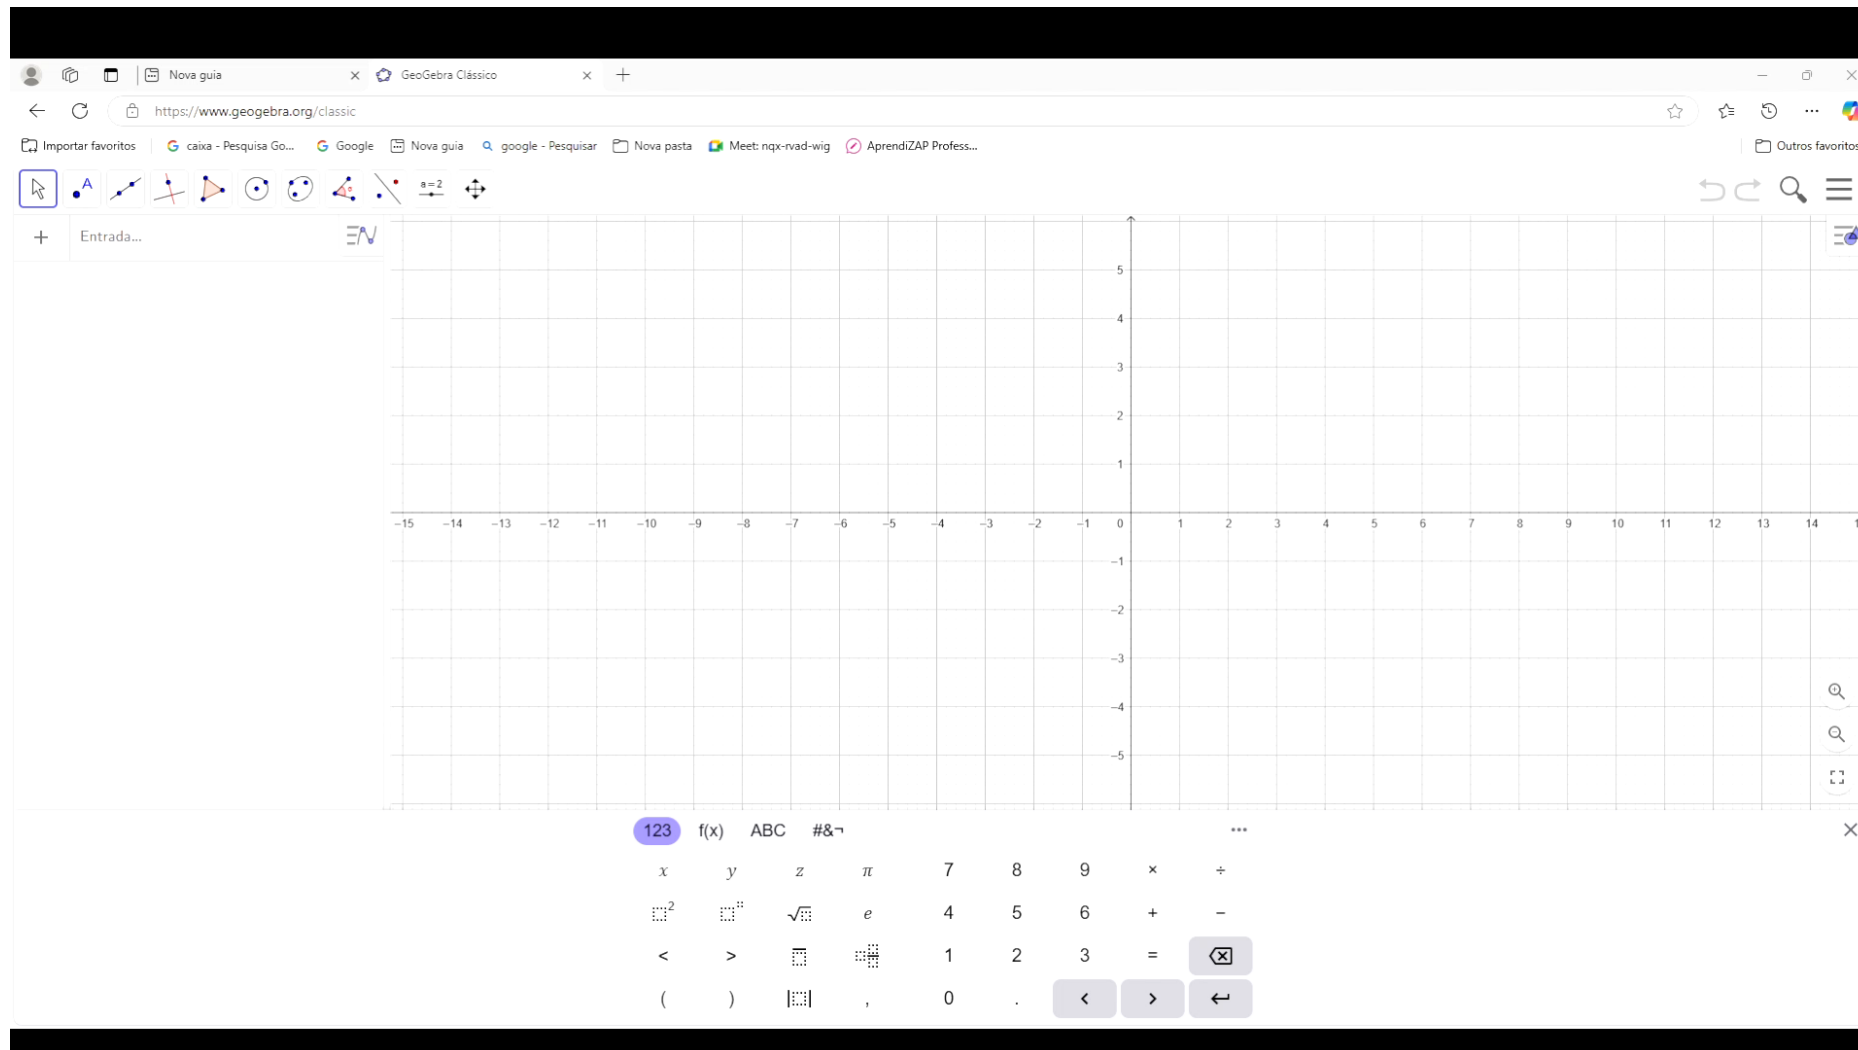 Nova guia GeoGebra Clássico
https://www.geogebra.org/classic
Importar favoritos caixa - Pesquisa Go... Google Nova guia google - Pesquisar Nova pasta Meet: nqx-rvad-wig AprendiZAP Profess... Outros favoritos
A a=2
Entrada...
5
4
3
2
1
−15 −14 −13 −12 −11 −10 −9 −8 −7 −6 −5 −4 −3 −2 −1 0 1 2 3 4 5 6 7 8 9 10 11 12 13 14
−1
−2
−3
−4
−5
123 f(x) ABC #&¬
x y z π 7 8 9 × ÷
2 √ e 4 5 6 + −
< > 1 2 3 =
( ) , 0 .
< >